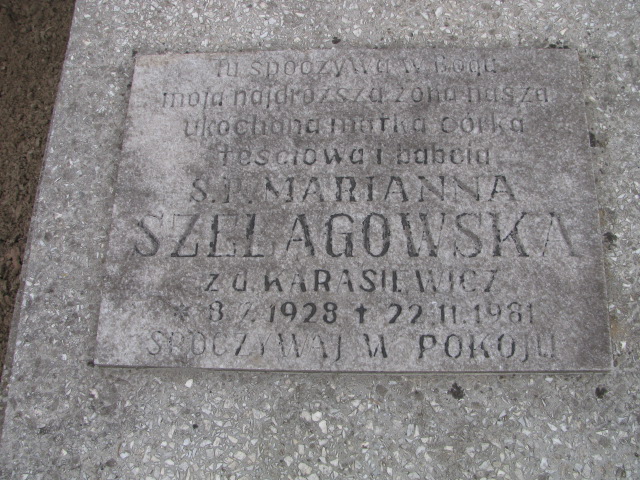 Tu spoczywa w Bogu
moja najdroższa żona nasza
ukochana matka córka
teściowa i babcia
Ś.P. MARIANNA
SZELĄGOWSKA
z d. KARASIEWICZ
1928 † 22.11.1981
SPOCZYWAJ W POKOJU